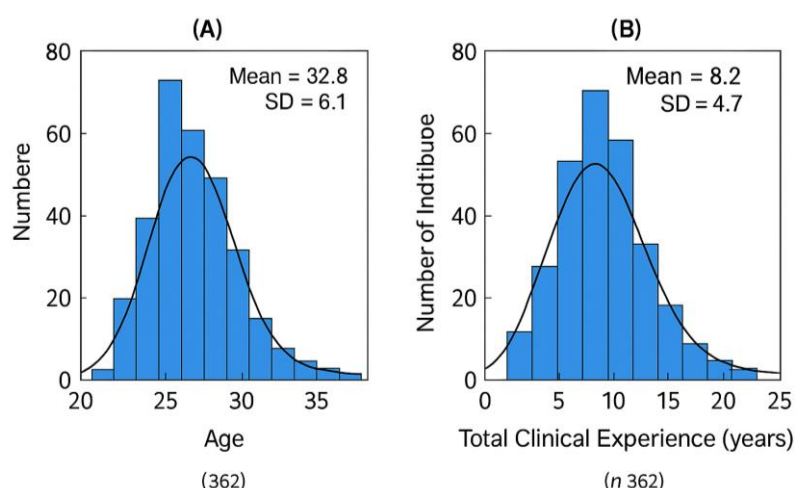 (A)
Mean = 32.8
SD = 6.1
Numbere
80
60
40
20
0
20 25 30 35
Age
(362)
(B)
Mean = 8.2
SD = 4.7
Number of Indtibuoe
80
60
40
20
0
0 5 10 15 20 25
Total Clinical Experience (years)
(n 362)